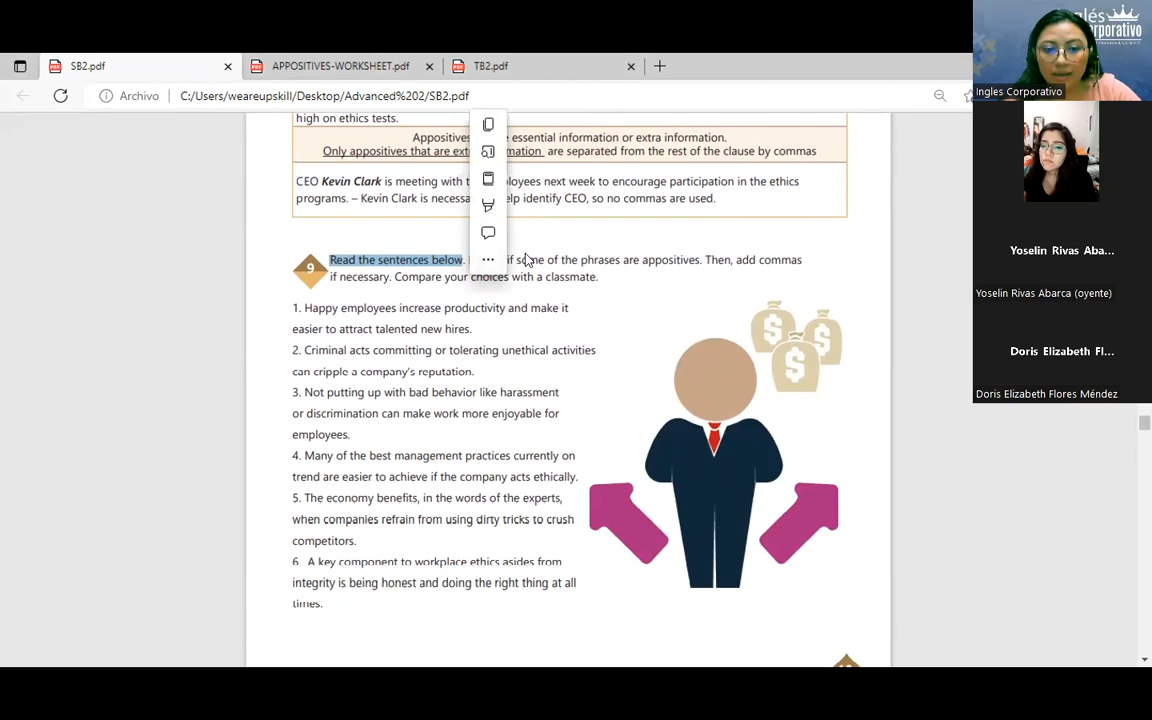 SB2.pdf
APPOSITIVES-WORKSHEET.pdf
TB2.pdf
Archivo
C:/Users/weareupskill/Desktop/Advanced%202/SB2.pdf
high on ethics tests.
Appositives essential information or extra information.
Only appositives that are are separated from the rest of the clause by commas
CEO Kevin Clark is meeting with next week to encourage participation in the ethics
programs. – Kevin Clark is necessary identify CEO, so no commas are used.
9
Read the sentences below. if some of the phrases are appositives. Then, add commas
if necessary. Compare your choices with a classmate.
1. Happy employees increase productivity and make it
easier to attract talented new hires.
2. Criminal acts committing or tolerating unethical activities
can cripple a company's reputation.
3. Not putting up with bad behavior like harassment
or discrimination can make work more enjoyable for
employees.
4. Many of the best management practices currently on
trend are easier to achieve if the company acts ethically.
5. The economy benefits, in the words of the experts,
when companies refrain from using dirty tricks to crush
competitors.
6. A key component to workplace ethics asides from
integrity is being honest and doing the right thing at all
times.
$
$
$
Inglés
Corporativo
Ingles Corporativo
Yoselin Rivas Aba...
Yoselin Rivas Abarca (oyente)
Doris Elizabeth Fl...
Doris Elizabeth Flores Méndez